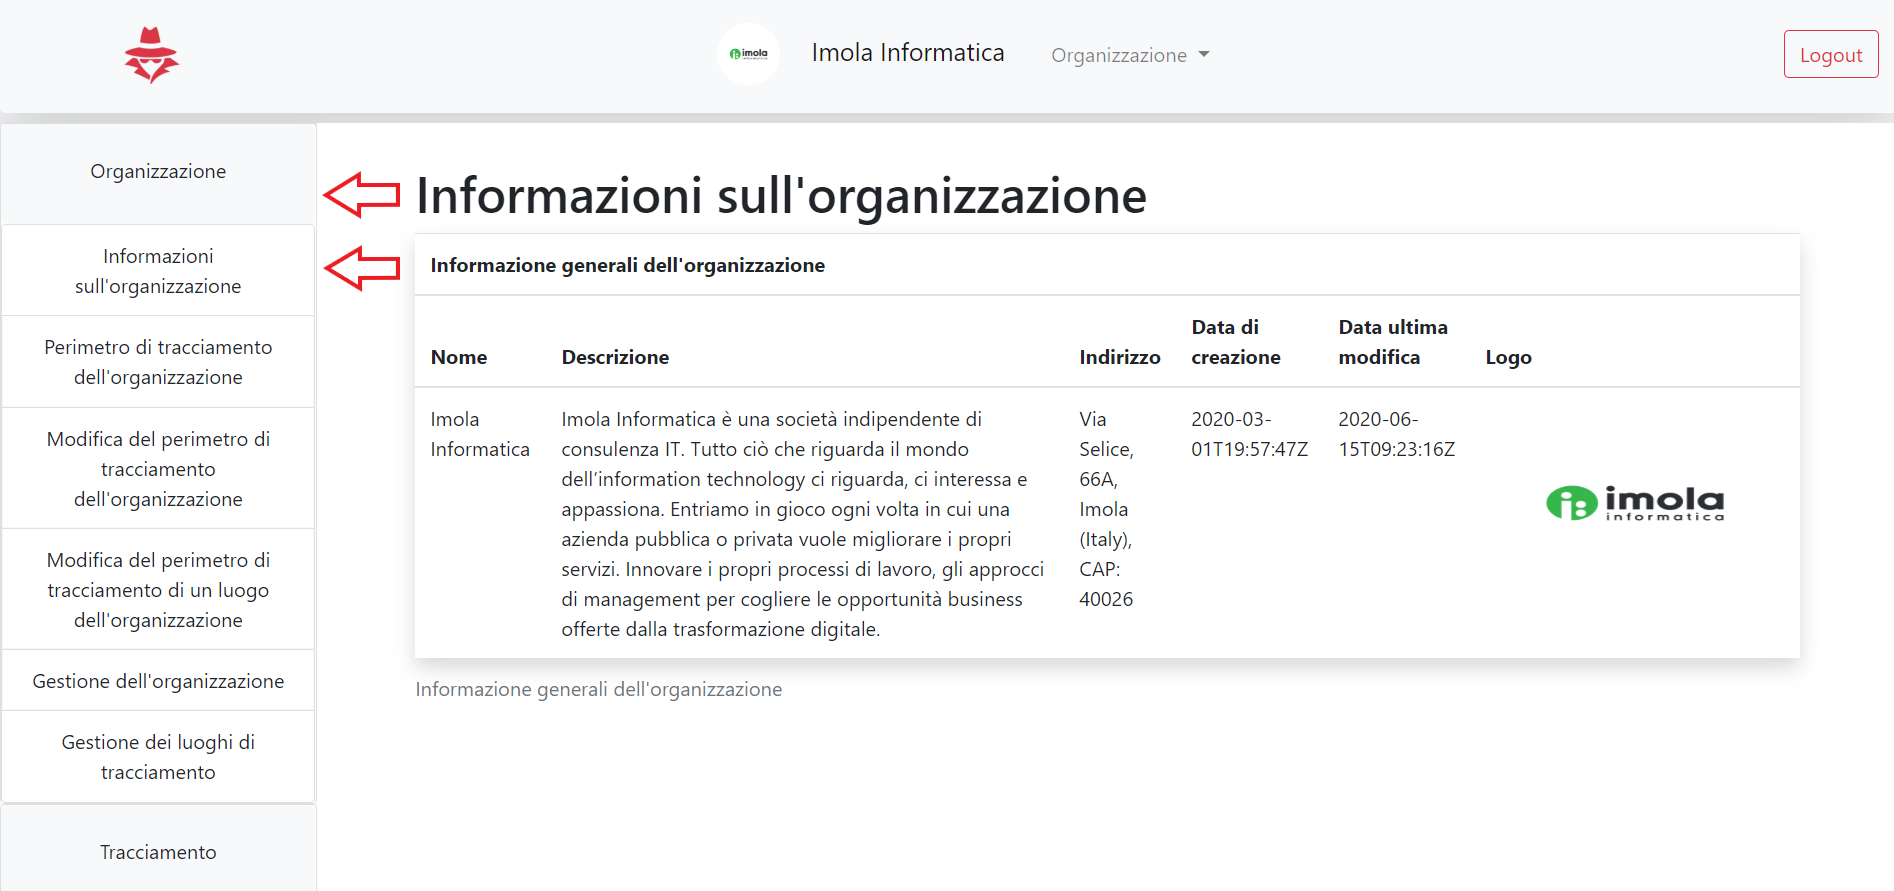 imola
informatica
Imola Informatica
Organizzazione
Logout
Organizzazione
Informazioni
sull'organizzazione
Perimetro di tracciamento
dell'organizzazione
Modifica del perimetro di
tracciamento
dell'organizzazione
Modifica del perimetro di
tracciamento di un luogo
dell'organizzazione
Gestione dell'organizzazione
Gestione dei luoghi di
tracciamento
Tracciamento
Informazioni sull'organizzazione
Informazione generali dell'organizzazione
Nome
Descrizione
Indirizzo
Data di
creazione
Data ultima
modifica
Logo
Imola
Informatica
Imola Informatica è una società indipendente di
consulenza IT. Tutto ciò che riguarda il mondo
dell’information technology ci riguarda, ci interessa e
appassiona. Entriamo in gioco ogni volta in cui una
azienda pubblica o privata vuole migliorare i propri
servizi. Innovare i propri processi di lavoro, gli approcci
di management per cogliere le opportunità business
offerte dalla trasformazione digitale.
Via
Selice,
66A,
Imola
(Italy),
CAP:
40026
2020-03-
01T19:57:47Z
2020-06-
15T09:23:16Z
imola
informatica
Informazione generali dell'organizzazione